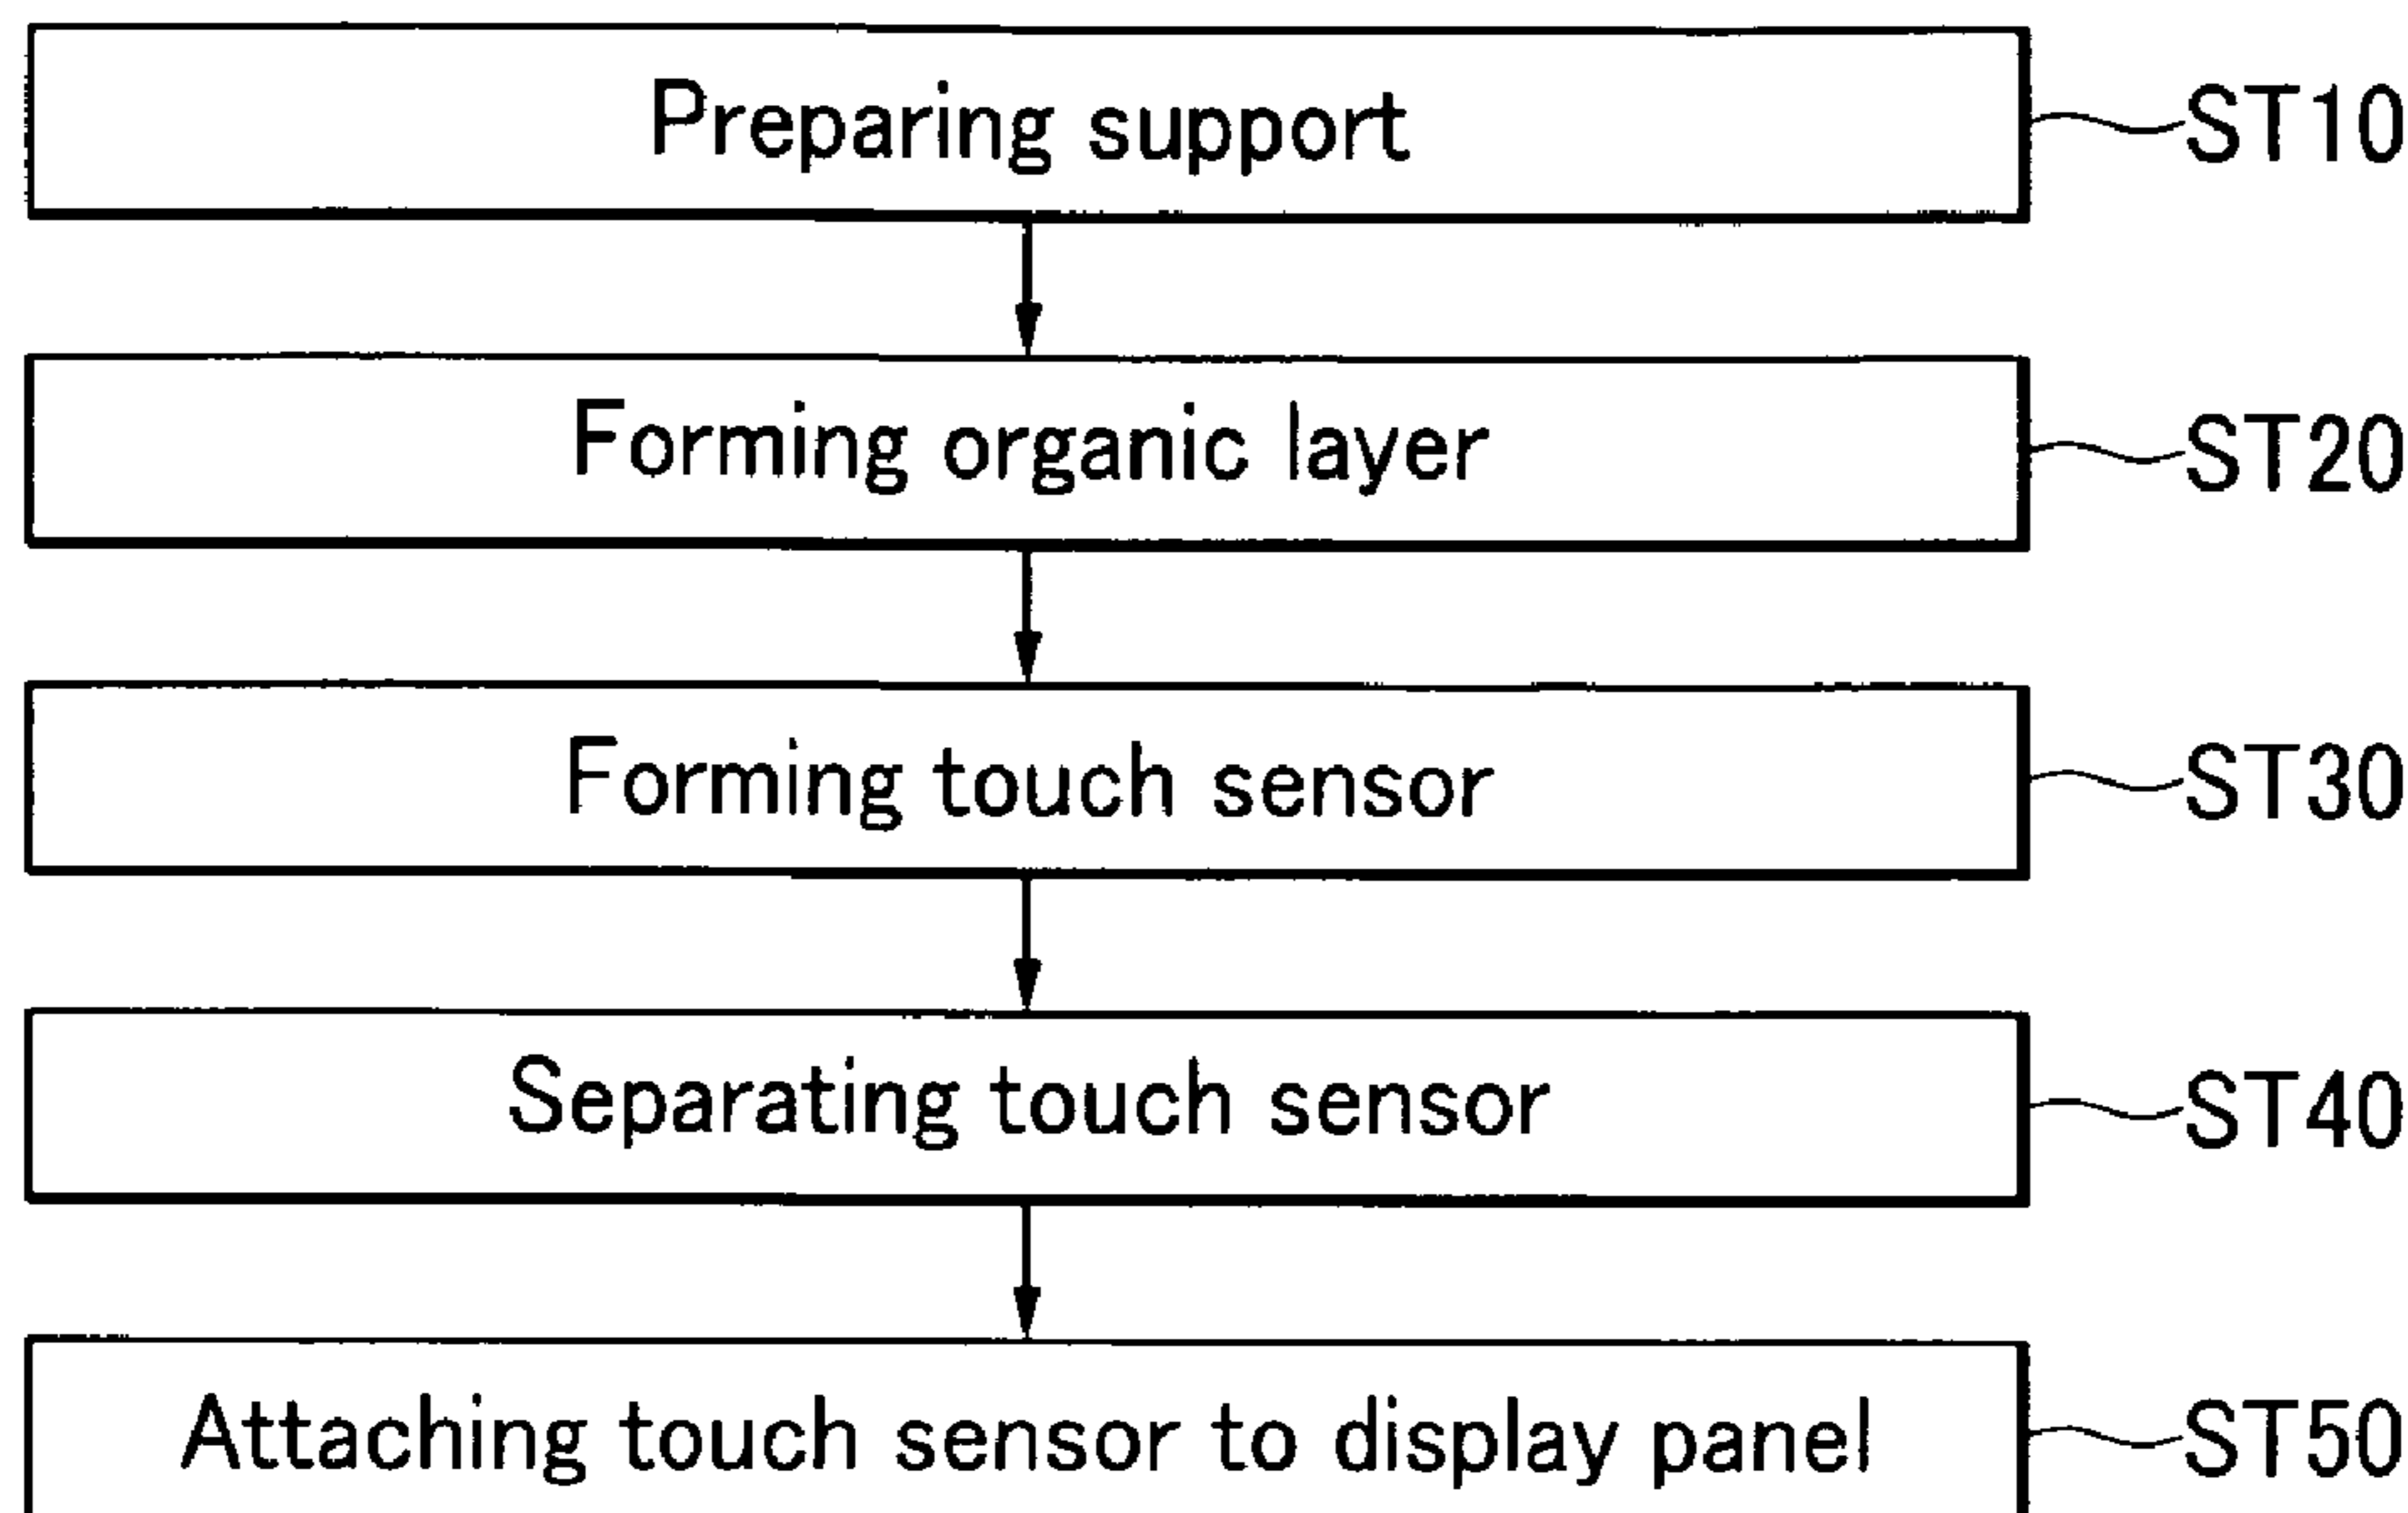 Preparing support ST10
Forming organic layer ST20
Forming touch sensor ST30
Separating touch sensor ST40
Attaching touch sensor to display panel ST50